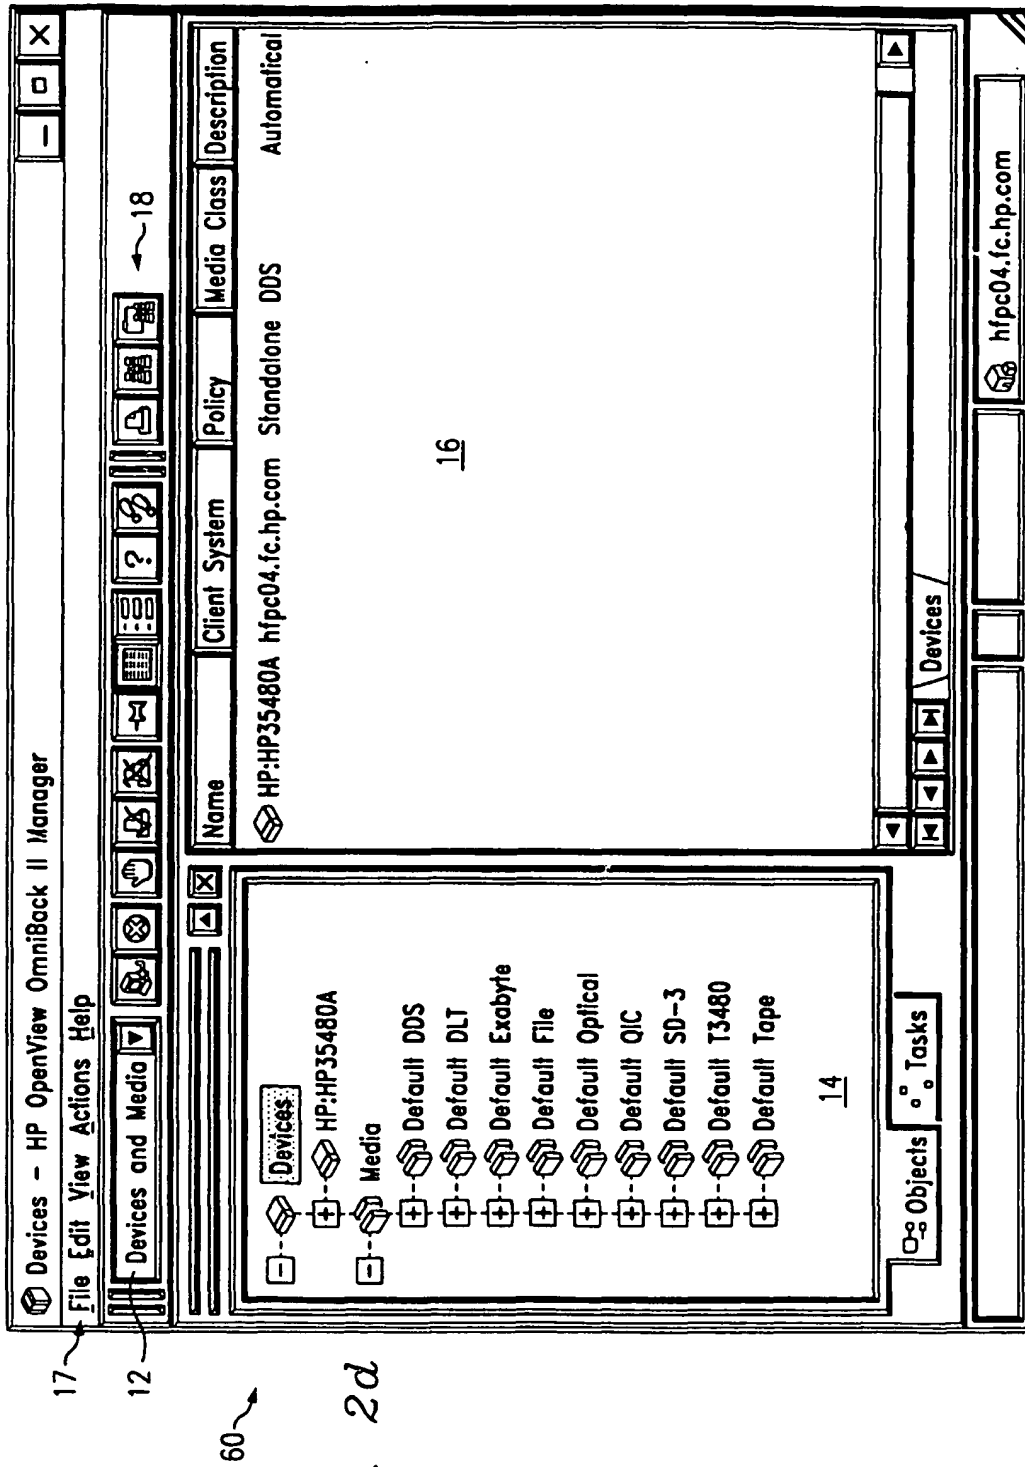 Devices – HP OpenView OmniBack II Manager
17
File Edit View Actions Help
12
Devices and Media
?
18
60
2d
Devices
HP:HP35480A
Media
Default DDS
Default DLT
Default Exabyte
Default File
Default Optical
Default QIC
Default SD-3
Default T3480
Default Tape
14
Objects
Tasks
Name Client System Policy Media Class Description
HP:HP35480A hfpc04.fc.hp.com Standalone DDS Automatical
16
Devices
hfpc04.fc.hp.com